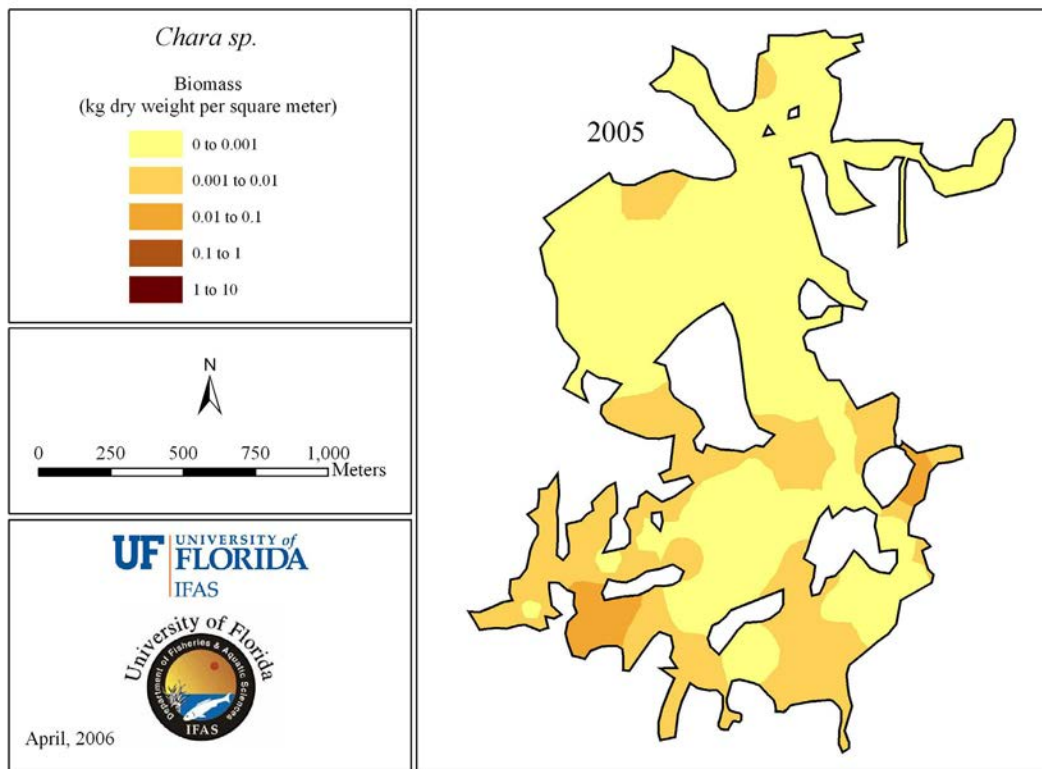 Chara sp.
Biomass
(kg dry weight per square meter)
0 to 0.001
0.001 to 0.01
0.01 to 0.1
0.1 to 1
1 to 10
N
0 250 500 750 1,000
Meters
UF UNIVERSITY of
FLORIDA
IFAS
University of Florida
Department of Fisheries & Aquatic Sciences
IFAS
April, 2006
2005